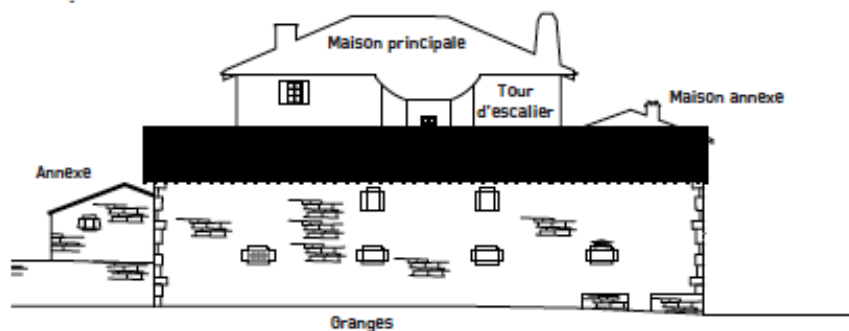 Maison principale
Tour
d'escalier
Maison annexe
Annexe
Granges